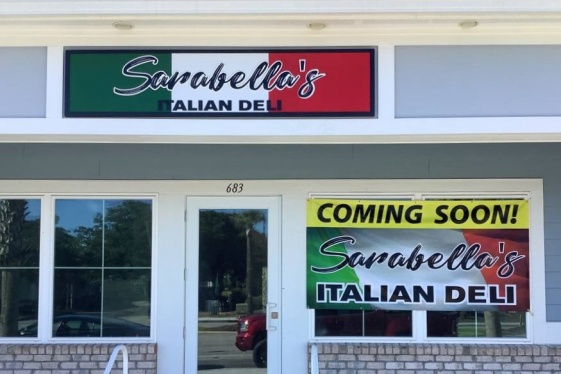 Sarabella's
ITALIAN DELI
683
COMING SOON!
Sarabella's
ITALIAN DELI